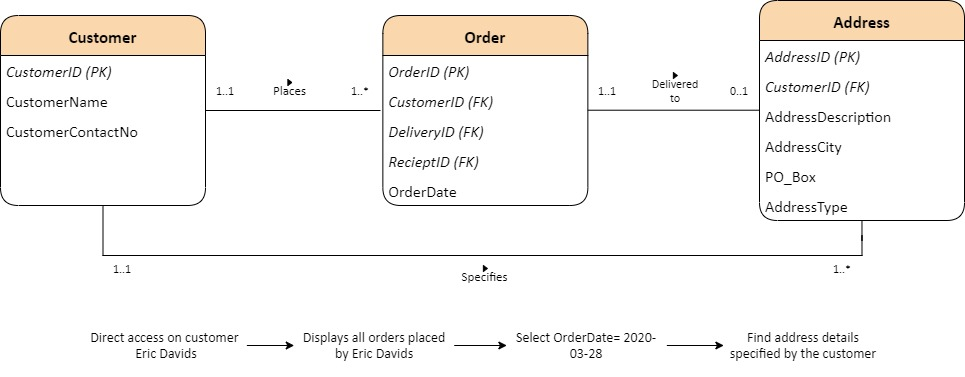 Customer
CustomerID (PK)
CustomerName
CustomerContactNo
1..1
Places
1..*
Order
OrderID (PK)
CustomerID (FK)
DeliveryID (FK)
RecieptID (FK)
OrderDate
1..1
Delivered
to
0..1
Address
AddressID (PK)
CustomerID (FK)
AddressDescription
AddressCity
PO_Box
AddressType
1..1
Specifies
1..*
Direct access on customer
Eric Davids
Displays all orders placed
by Eric Davids
Select OrderDate= 2020-
03-28
Find address details
specified by the customer